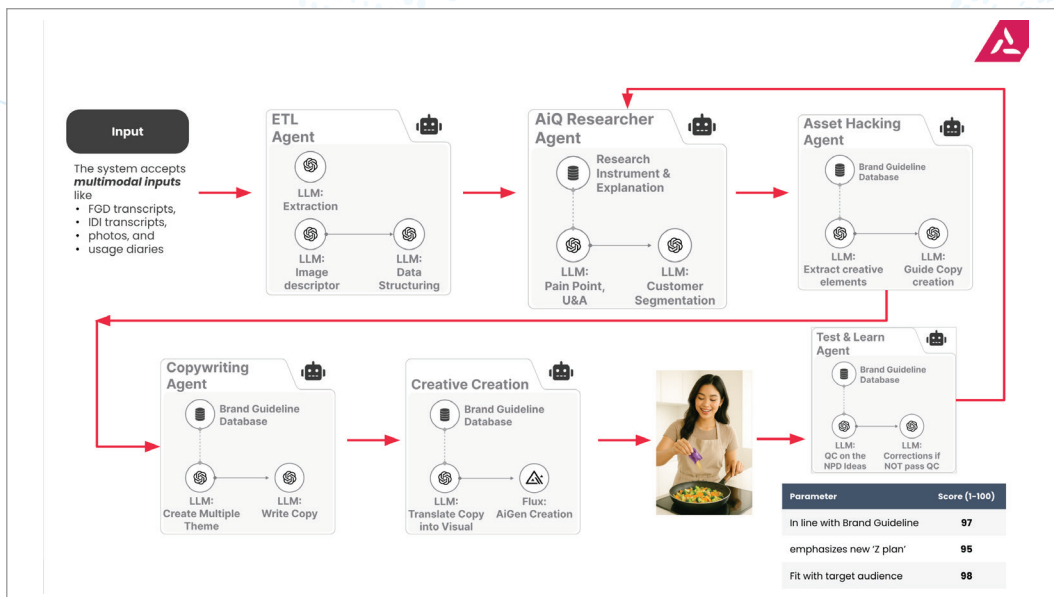 Input
The system accepts
multimodal inputs
like
• FGD transcripts,
• IDI transcripts,
• photos, and
• usage diaries
ETL
Agent
LLM:
Extraction
LLM:
Image
descriptor
LLM:
Data
Structuring
AiQ Researcher
Agent
Research
Instrument &
Explanation
LLM:
Pain Point,
U&A
LLM:
Customer
Segmentation
Asset Hacking
Agent
Brand Guideline
Database
LLM:
Extract creative
elements
LLM:
Guide Copy
creation
Copywriting
Agent
Brand Guideline
Database
LLM:
Create Multiple
Theme
LLM:
Write Copy
Creative Creation
Brand Guideline
Database
LLM:
Translate Copy
into Visual
Flux:
AiGen Creation
Test & Learn
Agent
Brand Guideline
Database
LLM:
QC on the
NPD Ideas
LLM:
Corrections if
NOT pass QC
Parameter Score (1-100)
In line with Brand Guideline 97
emphasizes new ‘Z plan’ 95
Fit with target audience 98